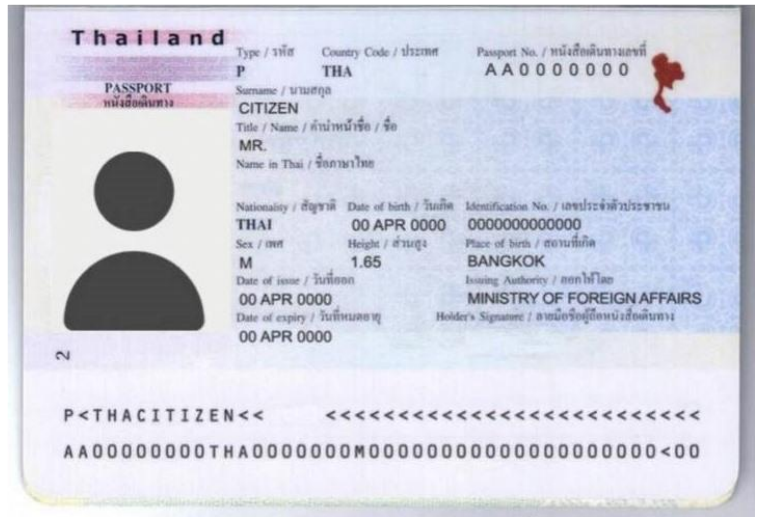 Thailand
Type / รหัส Country Code / ประเทศ Passport No. / หนังสือเดินทางเลขที่
P THA AA0000000
PASSPORT
หนังสือเดินทาง
Surname / นามสกุล
CITIZEN
Title / Name / คำนำหน้าชื่อ / ชื่อ
MR.
Name in Thai / ชื่อภาษาไทย
Nationality / สัญชาติ Date of birth / วันเกิด Identification No. / เลขประจำตัวประชาชน
THAI 00 APR 0000 0000000000000
Sex / เพศ Height / ส่วนสูง Place of birth / สถานที่เกิด
M 1.65 BANGKOK
Date of issue / วันที่ออก Issuing Authority / ออกให้โดย
00 APR 0000 MINISTRY OF FOREIGN AFFAIRS
Date of expiry / วันที่หมดอายุ Holder's Signature / ลายมือชื่อผู้ถือหนังสือเดินทาง
00 APR 0000
2
P<THACITIZEN<< <<<<<<<<<<<<<<<<<<<<<<<<<<
AA00000000THA0000000M0000000000000000000000<00